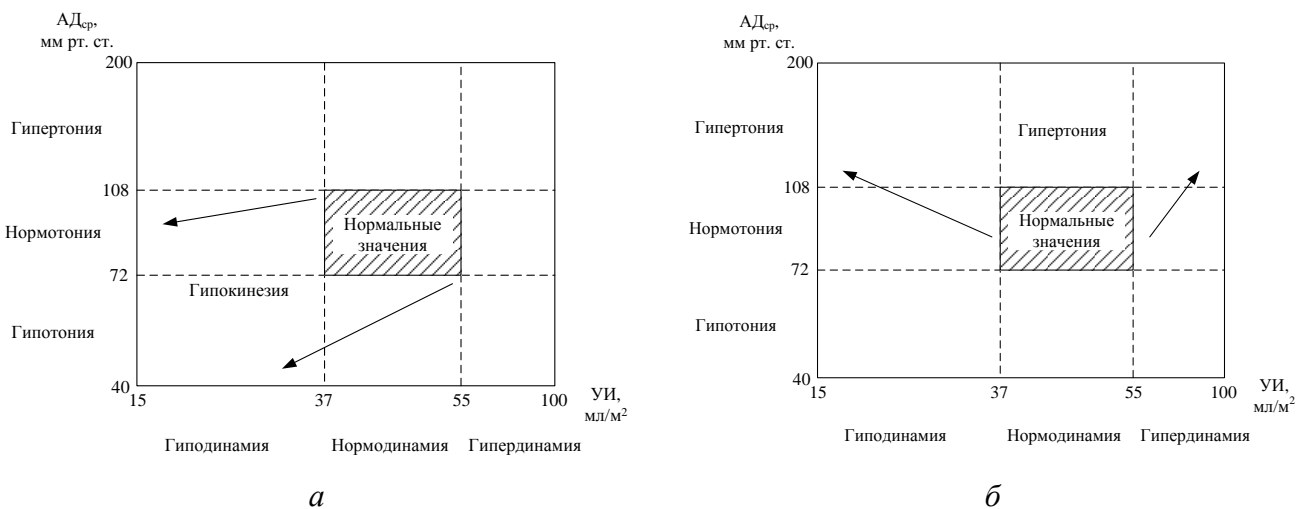 АДср,
мм рт. ст.
200
Гипертония
108
Нормотония
Нормальные
значения
72
Гипокинезия
Гипотония
40
15
37
55
100
УИ,
мл/м²
Гиподинамия
Нормодинамия
Гипердинамия
а
АДср,
мм рт. ст.
200
Гипертония
Гипертония
108
Нормотония
Нормальные
значения
72
Гипотония
40
15
37
55
100
УИ,
мл/м²
Гиподинамия
Нормодинамия
Гипердинамия
б